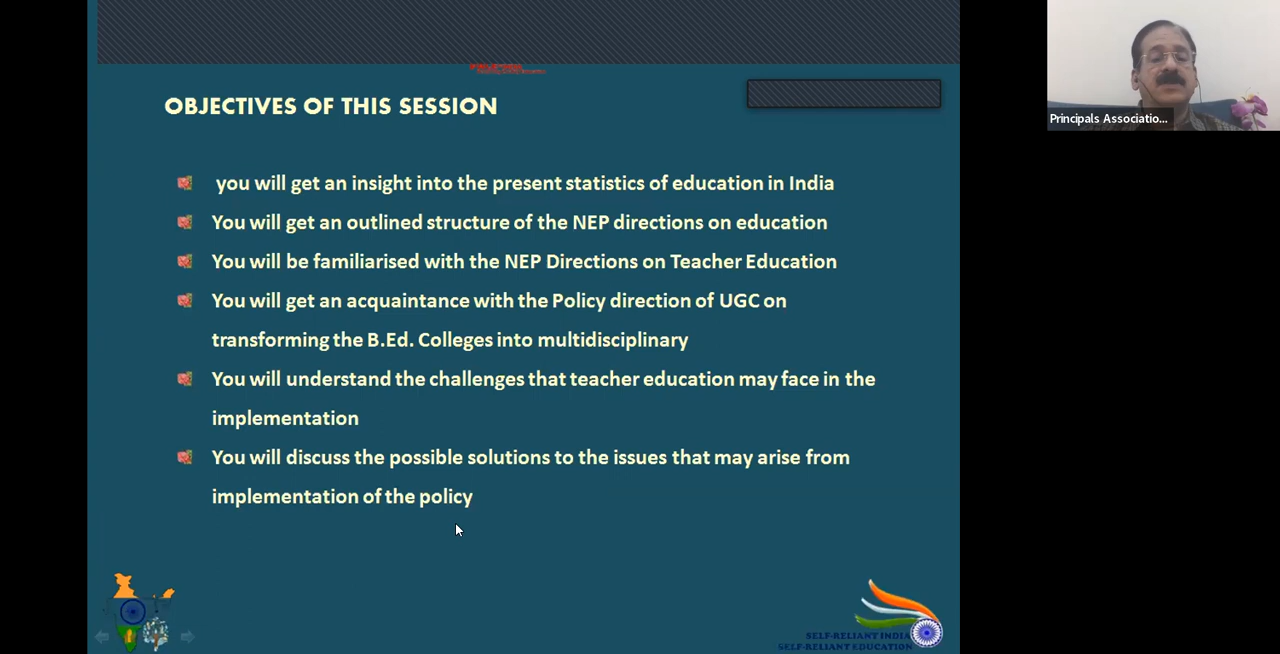 OBJECTIVES OF THIS SESSION
Principals Associatio...
you will get an insight into the present statistics of education in India
You will get an outlined structure of the NEP directions on education
You will be familiarised with the NEP Directions on Teacher Education
You will get an acquaintance with the Policy direction of UGC on
transforming the B.Ed. Colleges into multidisciplinary
You will understand the challenges that teacher education may face in the
implementation
You will discuss the possible solutions to the issues that may arise from
implementation of the policy
SELF-RELIANT INDIA
SELF-RELIANT EDUCATION